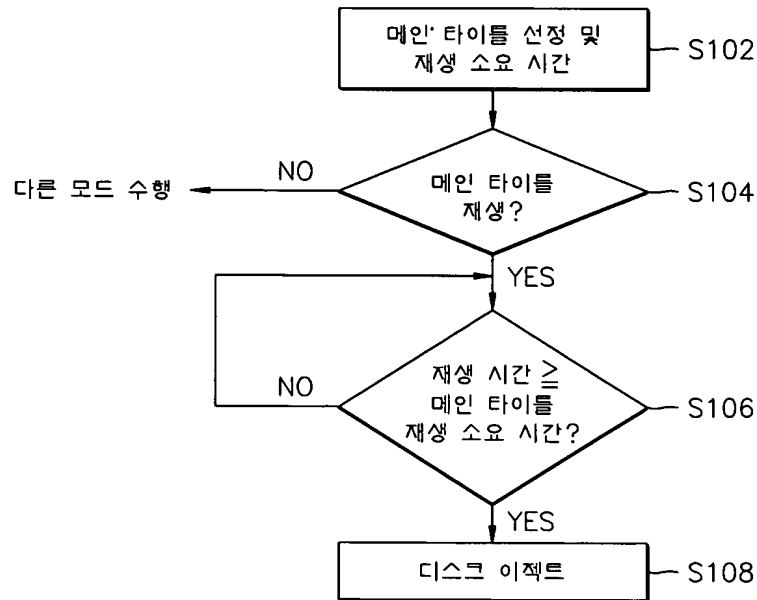 메인 타이틀 선정 및
재생 소요 시간
S102
NO
다른 모드 수행
메인 타이틀
재생?
S104
YES
NO
재생 시간 ≧
메인 타이틀
재생 소요 시간?
S106
YES
디스크 이젝트
S108